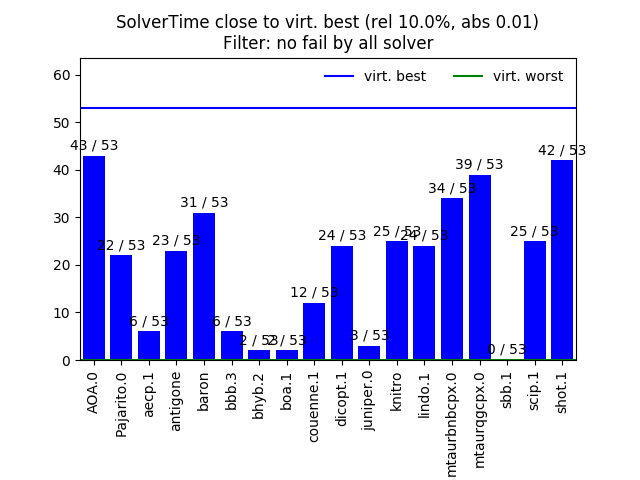 SolverTime close to virt. best (rel 10.0%, abs 0.01)
Filter: no fail by all solver
virt. best
virt. worst
60
50
40
30
20
10
0
43 / 53
22 / 53
6 / 53
23 / 53
31 / 53
6 / 53
2 / 53
2 / 53
12 / 53
24 / 53
3 / 53
25 / 53
24 / 53
34 / 53
39 / 53
0 / 53
25 / 53
42 / 53
AOA.0
Pajarito.0
aecp.1
antigone
baron
bbb.3
bhyb.2
boa.1
couenne.1
dicopt.1
juniper.0
knitro
lindo.1
mtaurbnbcpx.0
mtaurqgcpx.0
sbb.1
scip.1
shot.1